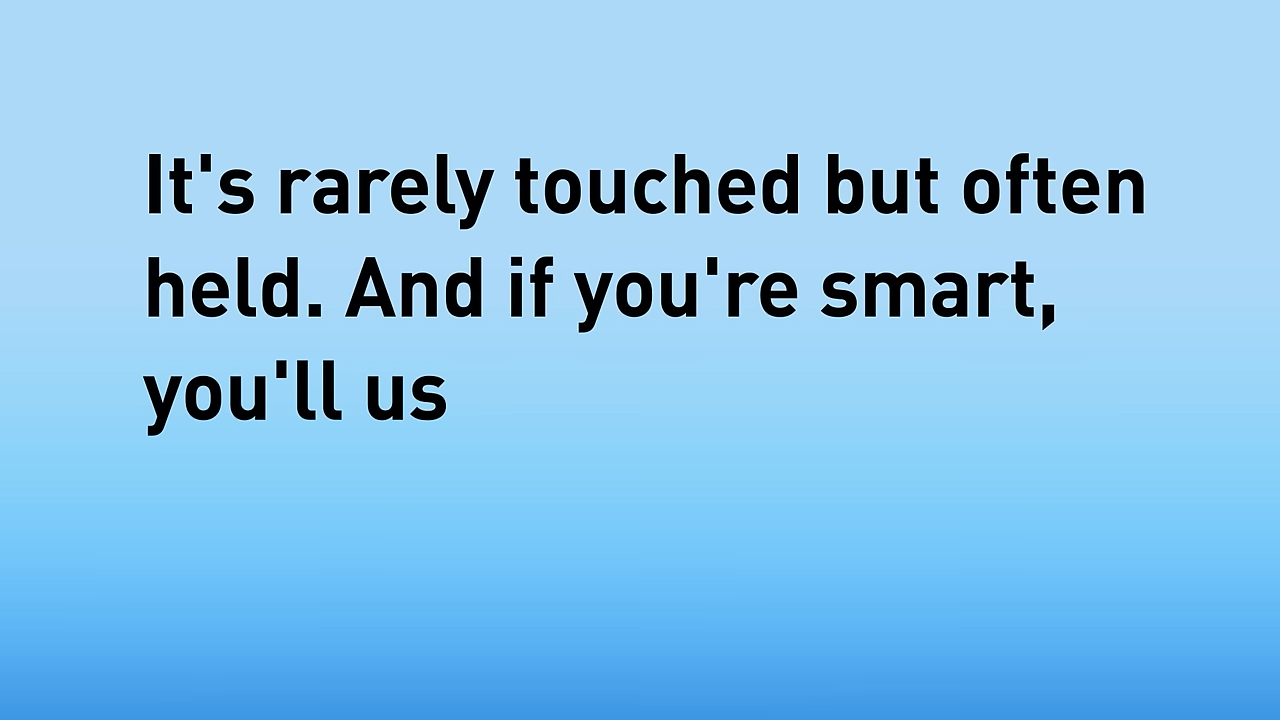 It's rarely touched but often
held. And if you're smart,
you'll us